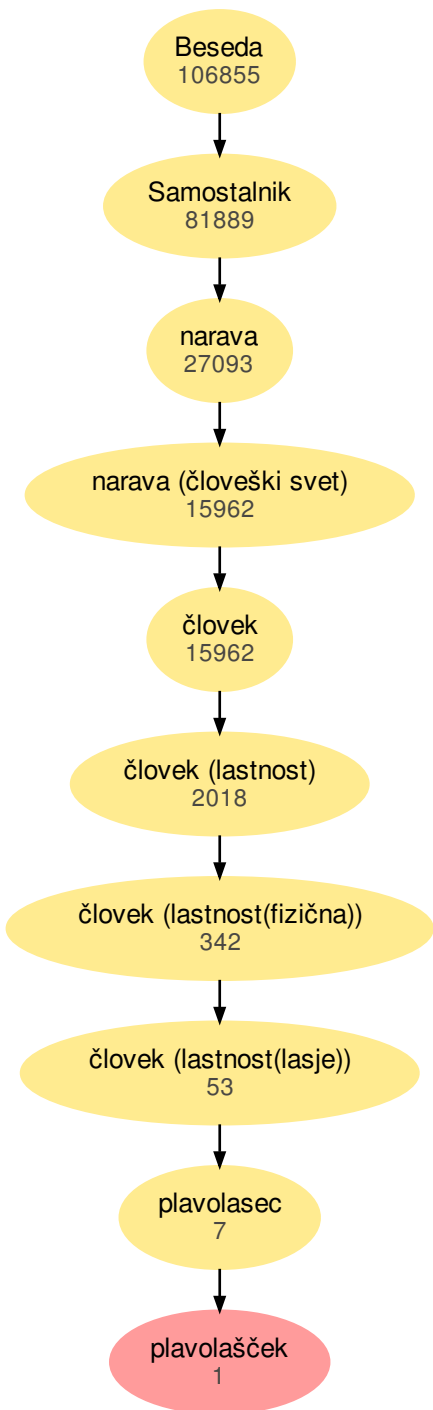 Beseda
106855
Samostalnik
81889
narava
27093
narava (človeški svet)
15962
človek
15962
človek (lastnost)
2018
človek (lastnost(fizična))
342
človek (lastnost(lasje))
53
plavolasec
7
plavolašček
1